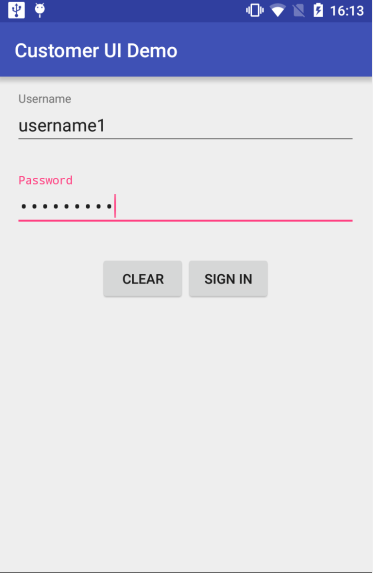 16:13
Customer UI Demo
Username
username1
Password
•••••••••
CLEAR SIGN IN